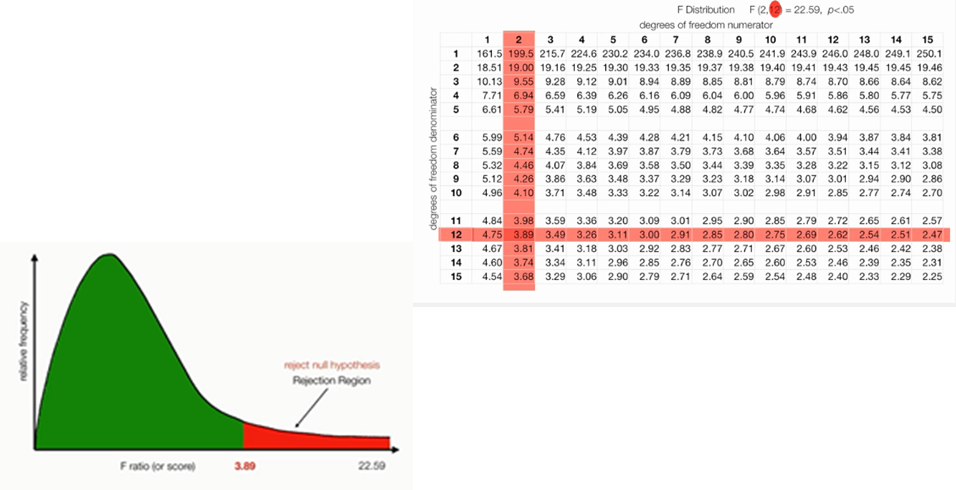 F Distribution F (2,12) = 22.59, p<.05
degrees of freedom numerator
1 2 3 4 5 6 7 8 9 10 11 12 13 14 15
1 161.5 199.5 215.7 224.6 230.2 234.0 236.8 238.9 240.5 241.9 243.9 246.0 248.0 249.1 250.1
2 18.51 19.00 19.16 19.25 19.30 19.33 19.35 19.37 19.38 19.40 19.41 19.43 19.45 19.45 19.46
3 10.13 9.55 9.28 9.12 9.01 8.94 8.89 8.85 8.81 8.79 8.74 8.70 8.66 8.64 8.62
4 7.71 6.94 6.59 6.39 6.26 6.16 6.09 6.04 6.00 5.96 5.91 5.86 5.80 5.77 5.75
5 6.61 5.79 5.41 5.19 5.05 4.95 4.88 4.82 4.77 4.74 4.68 4.62 4.56 4.53 4.50
degrees of freedom denominator
6 5.99 5.14 4.76 4.53 4.39 4.28 4.21 4.15 4.10 4.06 4.00 3.94 3.87 3.84 3.81
7 5.59 4.74 4.35 4.12 3.97 3.87 3.79 3.73 3.68 3.64 3.57 3.51 3.44 3.41 3.38
8 5.32 4.46 4.07 3.84 3.69 3.58 3.50 3.44 3.39 3.35 3.28 3.22 3.15 3.12 3.08
9 5.12 4.26 3.86 3.63 3.48 3.37 3.29 3.23 3.18 3.14 3.07 3.01 2.94 2.90 2.86
10 4.96 4.10 3.71 3.48 3.33 3.22 3.14 3.07 3.02 2.98 2.91 2.85 2.77 2.74 2.70
11 4.84 3.98 3.59 3.36 3.20 3.09 3.01 2.95 2.90 2.85 2.79 2.72 2.65 2.61 2.57
12 4.75 3.89 3.49 3.26 3.11 3.00 2.91 2.85 2.80 2.75 2.69 2.62 2.54 2.51 2.47
13 4.67 3.81 3.41 3.18 3.03 2.92 2.83 2.77 2.71 2.67 2.60 2.53 2.46 2.42 2.38
14 4.60 3.74 3.34 3.11 2.96 2.85 2.76 2.70 2.65 2.60 2.53 2.46 2.39 2.35 2.31
15 4.54 3.68 3.29 3.06 2.90 2.79 2.71 2.64 2.59 2.54 2.48 2.40 2.33 2.29 2.25
relative frequency
reject null hypothesis
Rejection Region
F ratio (or score) 3.89 22.59